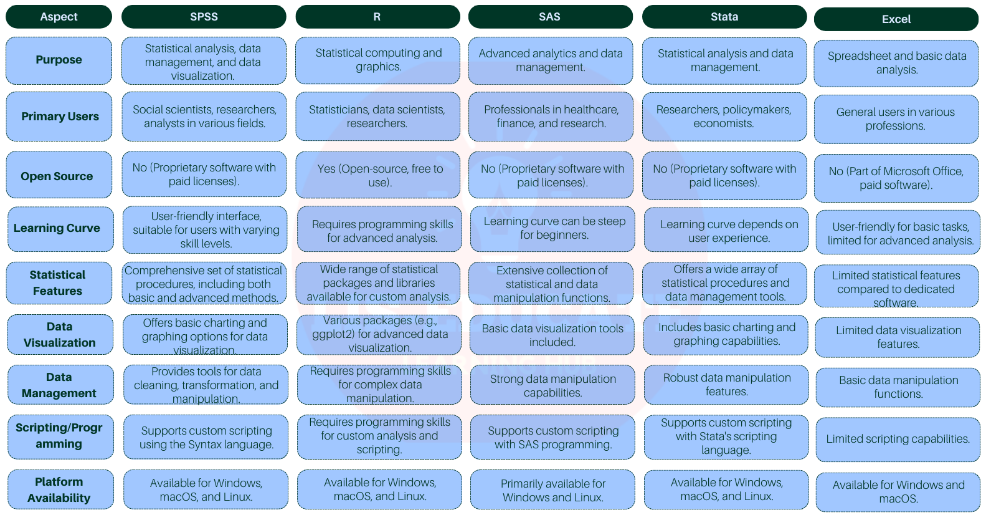 Aspect
SPSS
R
SAS
Stata
Excel
Purpose
Statistical analysis, data
management, and data
visualization.
Statistical computing and
graphics.
Advanced analytics and data
management.
Statistical analysis and data
management.
Spreadsheet and basic data
analysis.
Primary Users
Social scientists, researchers,
analysts in various fields.
Statisticians, data scientists,
researchers.
Professionals in healthcare,
finance, and research.
Researchers, policymakers,
economists.
General users in various
professions.
Open Source
No (Proprietary software with
paid licenses).
Yes (Open-source, free to
use).
No (Proprietary software with
paid licenses).
No (Proprietary software with
paid licenses).
No (Part of Microsoft Office,
paid software).
Learning Curve
User-friendly interface,
suitable for users with varying
skill levels.
Requires programming skills
for advanced analysis.
Learning curve can be steep
for beginners.
Learning curve depends on
user experience.
User-friendly for basic tasks,
limited for advanced analysis.
Statistical
Features
Comprehensive set of statistical
procedures, including both
basic and advanced methods.
Wide range of statistical
packages and libraries
available for custom analysis.
Extensive collection of
statistical and data
manipulation functions.
Offers a wide array of
statistical procedures and
data management tools.
Limited statistical features
compared to dedicated
software.
Data
Visualization
Offers basic charting and
graphing options for data
visualization.
Various packages (e.g.,
ggplot2) for advanced data
visualization.
Basic data visualization tools
included.
Includes basic charting and
graphing capabilities.
Limited data visualization
features.
Data
Management
Provides tools for data
cleaning, transformation, and
manipulation.
Requires programming skills
for complex data
manipulation.
Strong data manipulation
capabilities.
Robust data manipulation
features.
Basic data manipulation
functions.
Scripting/Progr
amming
Supports custom scripting
using the Syntax language.
Requires programming skills
for custom analysis and
scripting.
Supports custom scripting
with SAS programming.
Supports custom scripting
with Stata's scripting
language.
Limited scripting capabilities.
Platform
Availability
Available for Windows,
macOS, and Linux.
Available for Windows,
macOS, and Linux.
Primarily available for
Windows and Linux.
Available for Windows,
macOS, and Linux.
Available for Windows and
macOS.